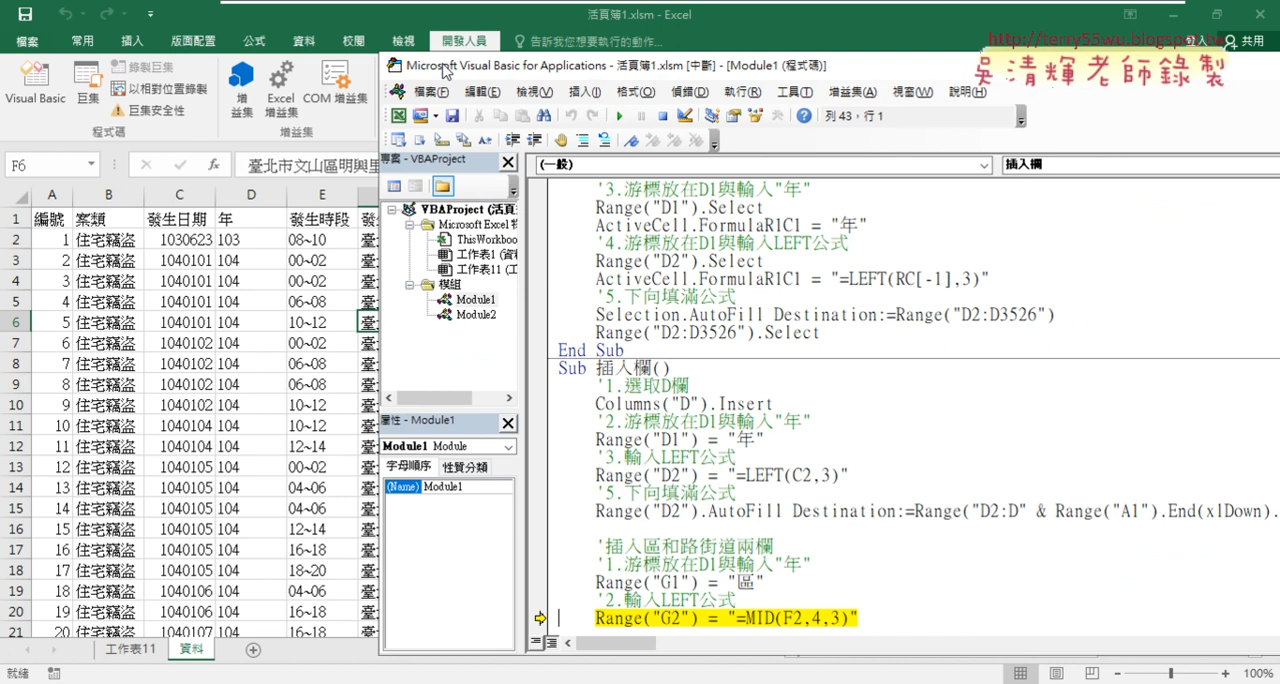 活頁簿1.xlsm - Excel
檔案 常用 插入 版面配置 公式 資料 校閱 檢視 開發人員 告訴我您想要執行的動作... 登入 共用
http://terry55wu.blogspot.tw
吳清輝老師錄製
Visual Basic 巨集 錄製巨集
以相對位置錄製
巨集安全性
程式碼
增益集 Excel 增益集 COM 增益集
增益集
F6 臺北市文山區明興里
A B C D E
1 編號 案類 發生日期 年 發生時段
2 1 住宅竊盜 1030623 103 08~10
3 2 住宅竊盜 1040101 104 00~02
4 3 住宅竊盜 1040101 104 00~02
5 4 住宅竊盜 1040101 104 06~08
6 5 住宅竊盜 1040101 104 10~12
7 6 住宅竊盜 1040102 104 00~02
8 7 住宅竊盜 1040102 104 06~08
9 8 住宅竊盜 1040102 104 06~08
10 9 住宅竊盜 1040102 104 10~12
11 10 住宅竊盜 1040104 104 10~12
12 11 住宅竊盜 1040104 104 12~14
13 12 住宅竊盜 1040105 104 00~02
14 13 住宅竊盜 1040105 104 04~06
15 14 住宅竊盜 1040105 104 04~06
16 15 住宅竊盜 1040105 104 12~14
17 16 住宅竊盜 1040105 104 16~18
18 17 住宅竊盜 1040105 104 18~20
19 18 住宅竊盜 1040106 104 04~06
20 19 住宅竊盜 1040106 104 16~18
21 20 住宅竊盜 1040107 104 16~18
工作表11 資料
就緒
100%
Microsoft Visual Basic for Applications - 活頁簿1.xlsm [中斷] - [Module1 (程式碼)]
檔案(F) 編輯(E) 檢視(V) 插入(I) 格式(O) 偵錯(D) 執行(R) 工具(T) 增益集(A) 視窗(W) 說明(H)
列 43，行 1
專案 - VBAProject
VBAProject (活頁
Microsoft Excel
ThisWorkboo
工作表1 (資
工作表11 (工
模組
Module1
Module2
屬性 - Module1
Module1 Module
字母順序 性質分類
(Name) Module1
(一般) 插入欄
'3.游標放在D1與輸入"年"
Range("D1").Select
ActiveCell.FormulaR1C1 = "年"
'4.游標放在D1與輸入LEFT公式
Range("D2").Select
ActiveCell.FormulaR1C1 = "=LEFT(RC[-1],3)"
'5.下向填滿公式
Selection.AutoFill Destination:=Range("D2:D3526")
Range("D2:D3526").Select
End Sub
Sub 插入欄()
'1.選取D欄
Columns("D").Insert
'2.游標放在D1與輸入"年"
Range("D1") = "年"
'3.輸入LEFT公式
Range("D2") = "=LEFT(C2,3)"
'5.下向填滿公式
Range("D2").AutoFill Destination:=Range("D2:D" & Range("A1").End(xlDown).
'插入區和路街道兩欄
'1.游標放在D1與輸入"年"
Range("G1") = "區"
'2.輸入LEFT公式
Range("G2") = "=MID(F2,4,3)"